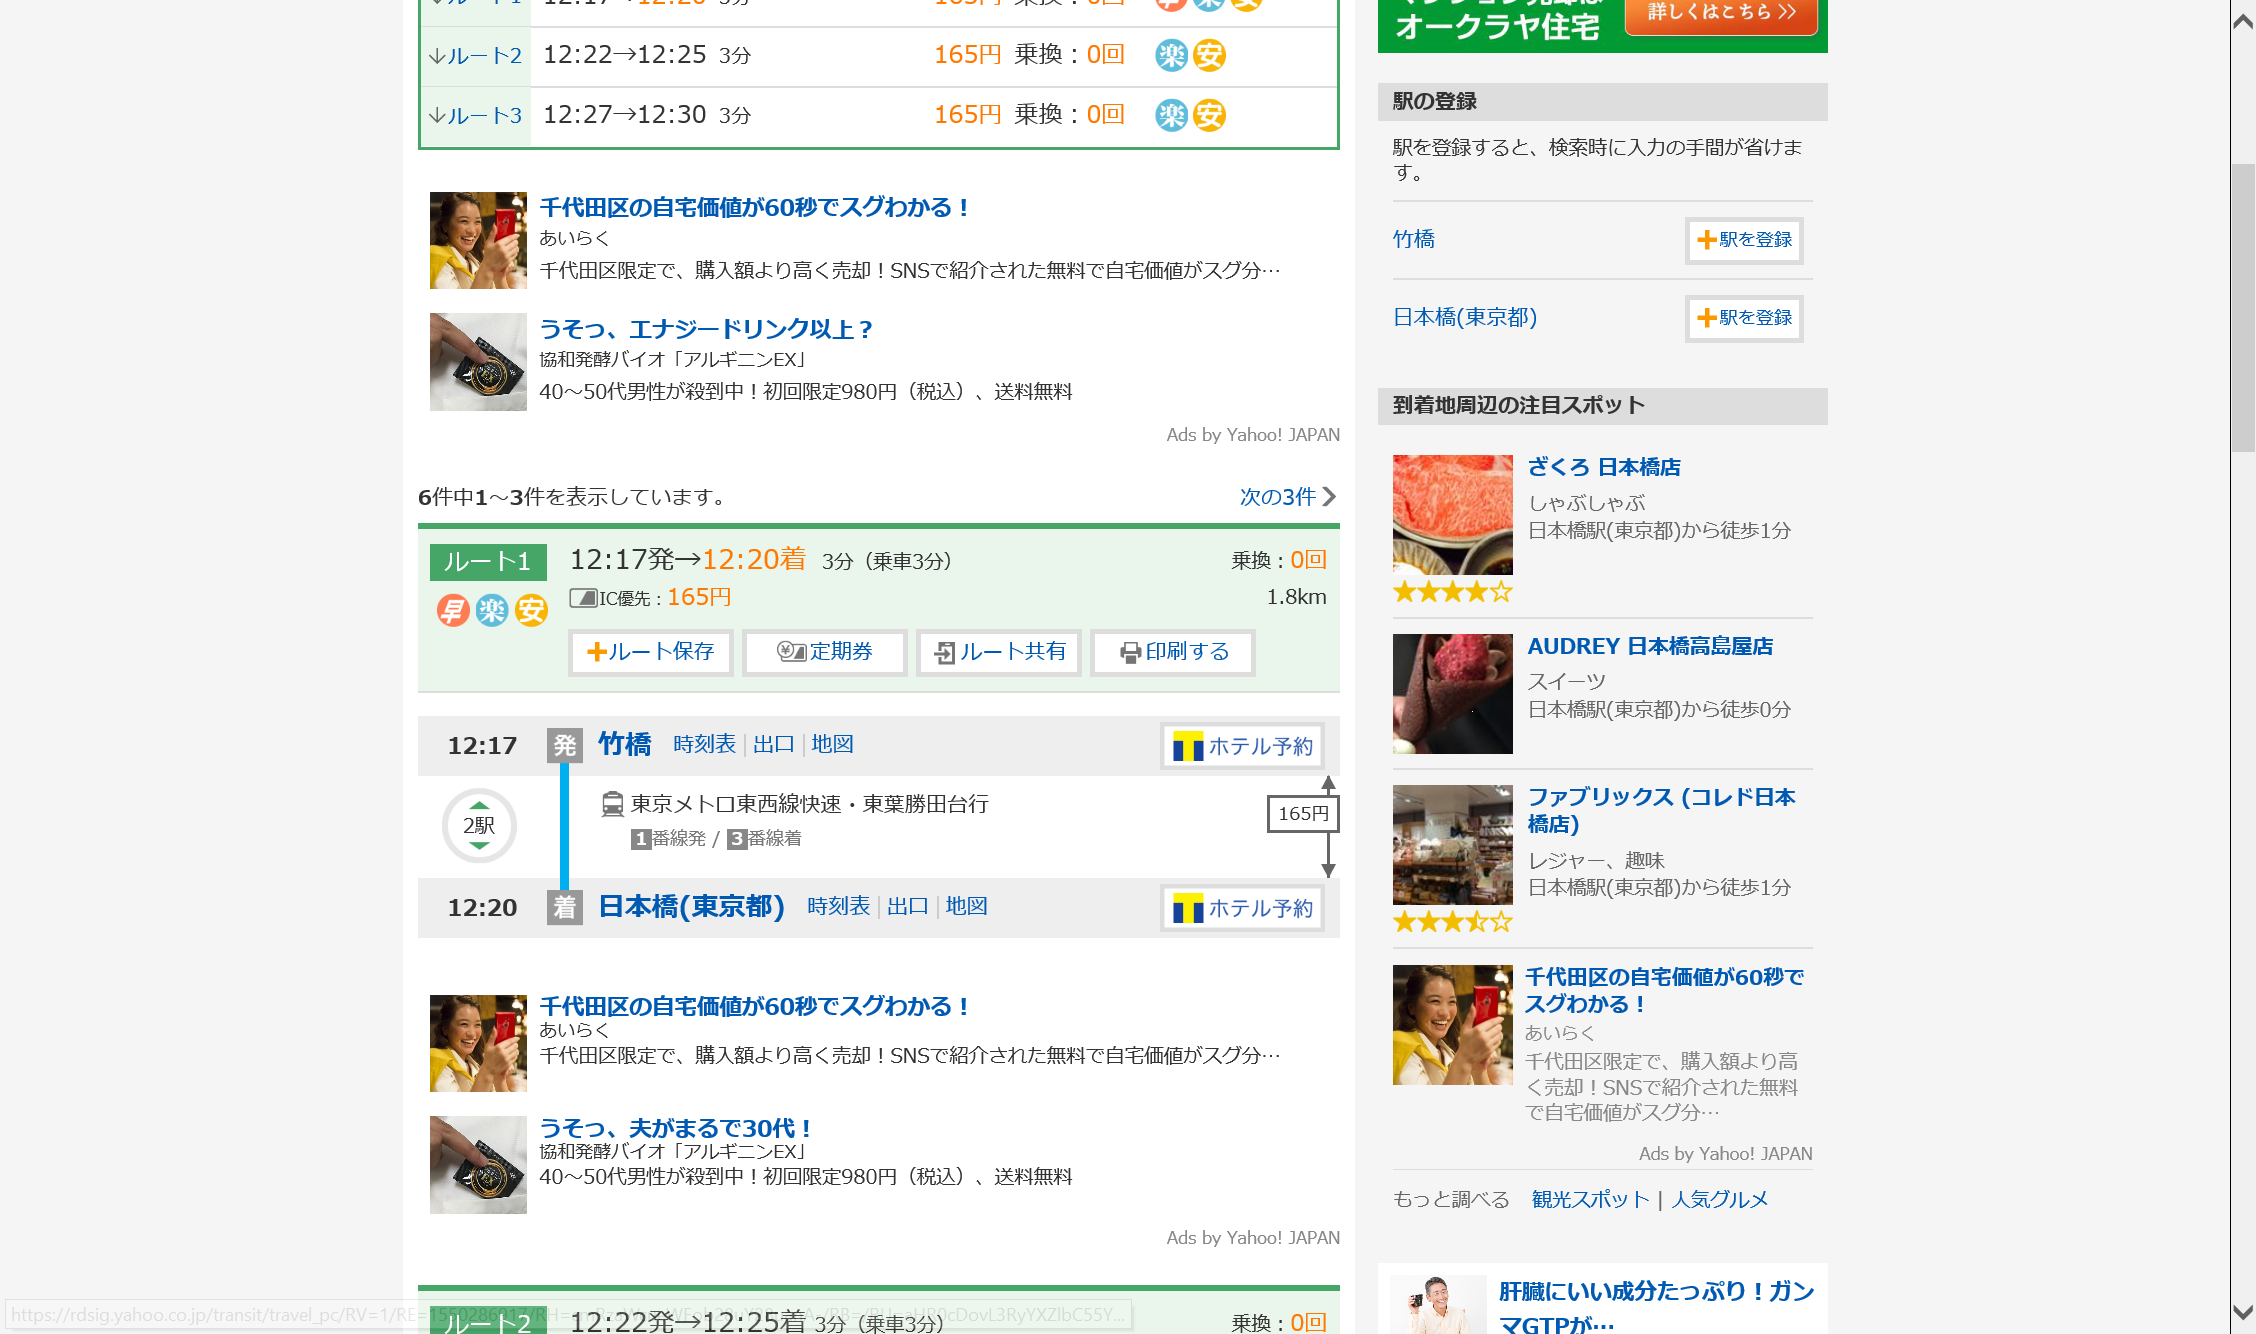 ↓ルート1 12:17→12:20 3分 165円 乗換：0回 早 楽 安
↓ルート2 12:22→12:25 3分 165円 乗換：0回 楽 安
↓ルート3 12:27→12:30 3分 165円 乗換：0回 楽 安
千代田区の自宅価値が60秒でスグわかる！
あいらく
千代田区限定で、購入額より高く売却！SNSで紹介された無料で自宅価値がスグ分…
うそっ、エナジードリンク以上？
協和発酵バイオ「アルギニンEX」
40～50代男性が殺到中！初回限定980円（税込）、送料無料
Ads by Yahoo! JAPAN
6件中1～3件を表示しています。 次の3件
ルート1 12:17発→12:20着 3分（乗車3分） 乗換：0回
早 楽 安 IC優先：165円 1.8km
ルート保存 定期券 ルート共有 印刷する
12:17 発 竹橋 時刻表 | 出口 | 地図 ホテル予約
2駅 東京メトロ東西線快速・東葉勝田台行 165円
1番線発 / 3番線着
12:20 着 日本橋(東京都) 時刻表 | 出口 | 地図 ホテル予約
千代田区の自宅価値が60秒でスグわかる！
あいらく
千代田区限定で、購入額より高く売却！SNSで紹介された無料で自宅価値がスグ分…
うそっ、夫がまるで30代！
協和発酵バイオ「アルギニンEX」
40～50代男性が殺到中！初回限定980円（税込）、送料無料
Ads by Yahoo! JAPAN
ルート2 12:22発→12:25着 3分（乗車3分） 乗換：0回
オークラヤ住宅 詳しくはこちら
駅の登録
駅を登録すると、検索時に入力の手間が省けま
す。
竹橋 駅を登録
日本橋(東京都) 駅を登録
到着地周辺の注目スポット
ざくろ 日本橋店
しゃぶしゃぶ
日本橋駅(東京都)から徒歩1分
AUDREY 日本橋高島屋店
スイーツ
日本橋駅(東京都)から徒歩0分
ファブリックス (コレド日本
橋店)
レジャー、趣味
日本橋駅(東京都)から徒歩1分
千代田区の自宅価値が60秒で
スグわかる！
あいらく
千代田区限定で、購入額より高
く売却！SNSで紹介された無料
で自宅価値がスグ分…
Ads by Yahoo! JAPAN
もっと調べる 観光スポット | 人気グルメ
肝臓にいい成分たっぷり！ガン
マGTPが…